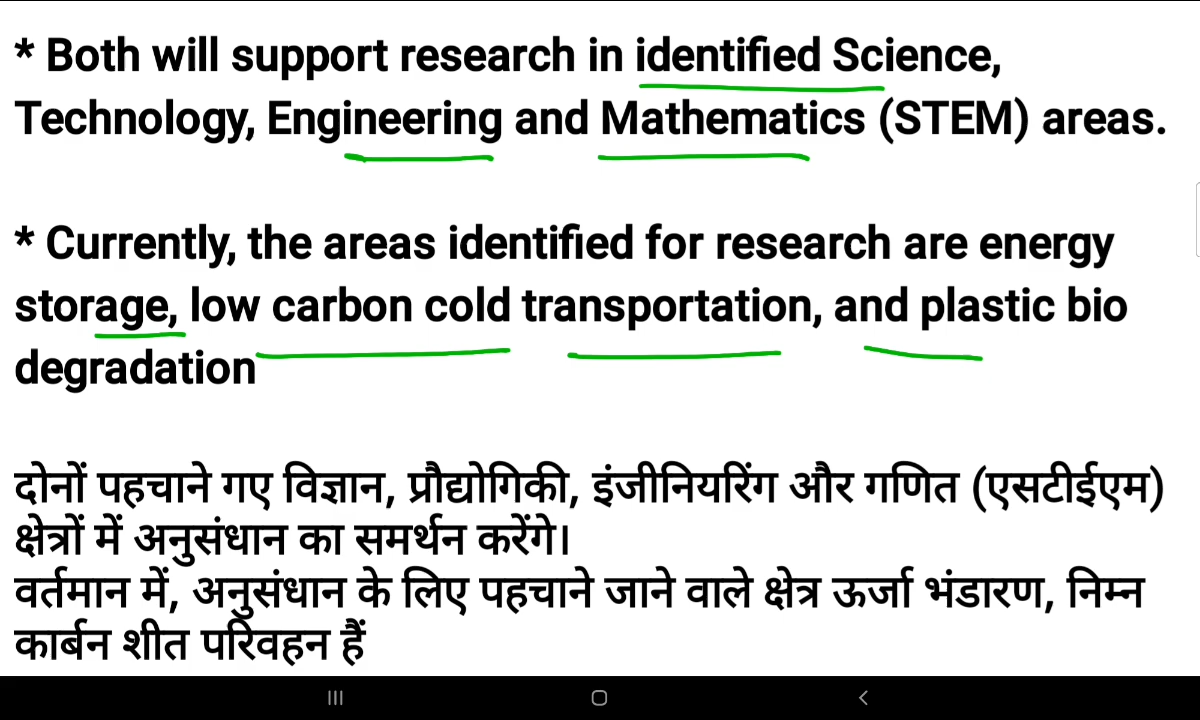 * Both will support research in identified Science,
Technology, Engineering and Mathematics (STEM) areas.
* Currently, the areas identified for research are energy
storage, low carbon cold transportation, and plastic bio
degradation
दोनों पहचाने गए विज्ञान, प्रौद्योगिकी, इंजीनियरिंग और गणित (एसटीईएम)
क्षेत्रों में अनुसंधान का समर्थन करेंगे।
वर्तमान में, अनुसंधान के लिए पहचाने जाने वाले क्षेत्र ऊर्जा भंडारण, निम्न
कार्बन शीत परिवहन हैं